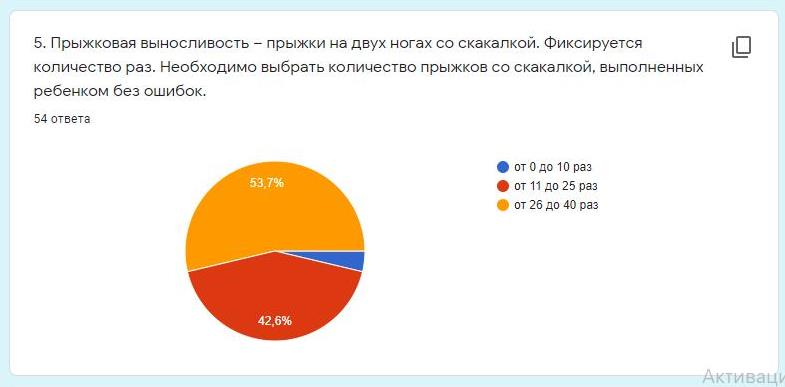 5. Прыжковая выносливость – прыжки на двух ногах со скакалкой. Фиксируется
количество раз. Необходимо выбрать количество прыжков со скакалкой, выполненных
ребенком без ошибок.
54 ответа
53,7%
42,6%
от 0 до 10 раз
от 11 до 25 раз
от 26 до 40 раз
Активаци